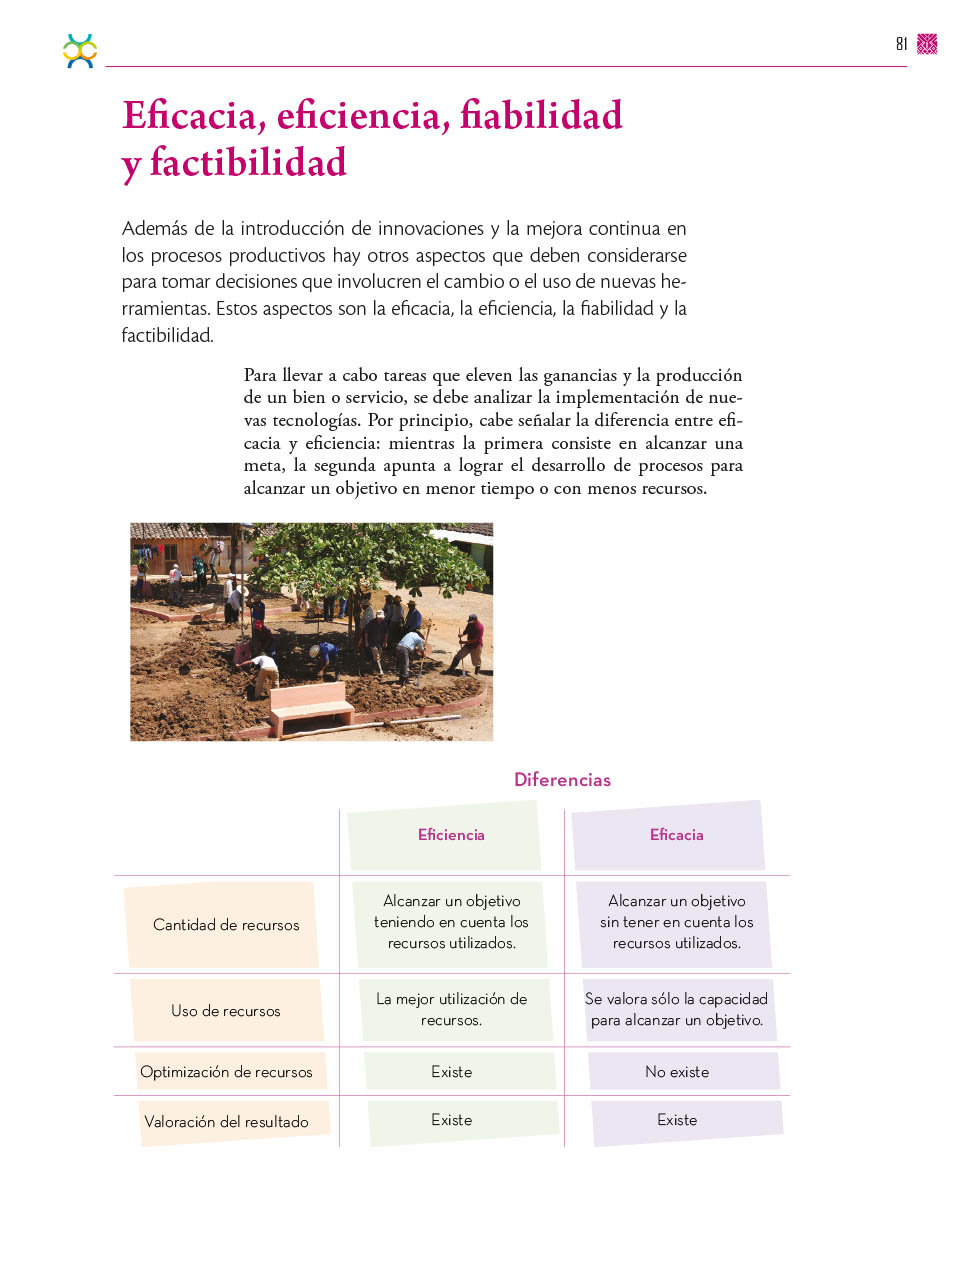 81
Eficacia, eficiencia, fiabilidad
y factibilidad
Además de la introducción de innovaciones y la mejora continua en
los procesos productivos hay otros aspectos que deben considerarse
para tomar decisiones que involucren el cambio o el uso de nuevas he-
rramientas. Estos aspectos son la eficacia, la eficiencia, la fiabilidad y la
factibilidad.
Para llevar a cabo tareas que eleven las ganancias y la producción
de un bien o servicio, se debe analizar la implementación de nue-
vas tecnologías. Por principio, cabe señalar la diferencia entre efi-
cacia y eficiencia: mientras la primera consiste en alcanzar una
meta, la segunda apunta a lograr el desarrollo de procesos para
alcanzar un objetivo en menor tiempo o con menos recursos.
Diferencias
Eficiencia
Eficacia
Cantidad de recursos
Alcanzar un objetivo
teniendo en cuenta los
recursos utilizados.
Alcanzar un objetivo
sin tener en cuenta los
recursos utilizados.
Uso de recursos
La mejor utilización de
recursos.
Se valora sólo la capacidad
para alcanzar un objetivo.
Optimización de recursos
Existe
No existe
Valoración del resultado
Existe
Existe